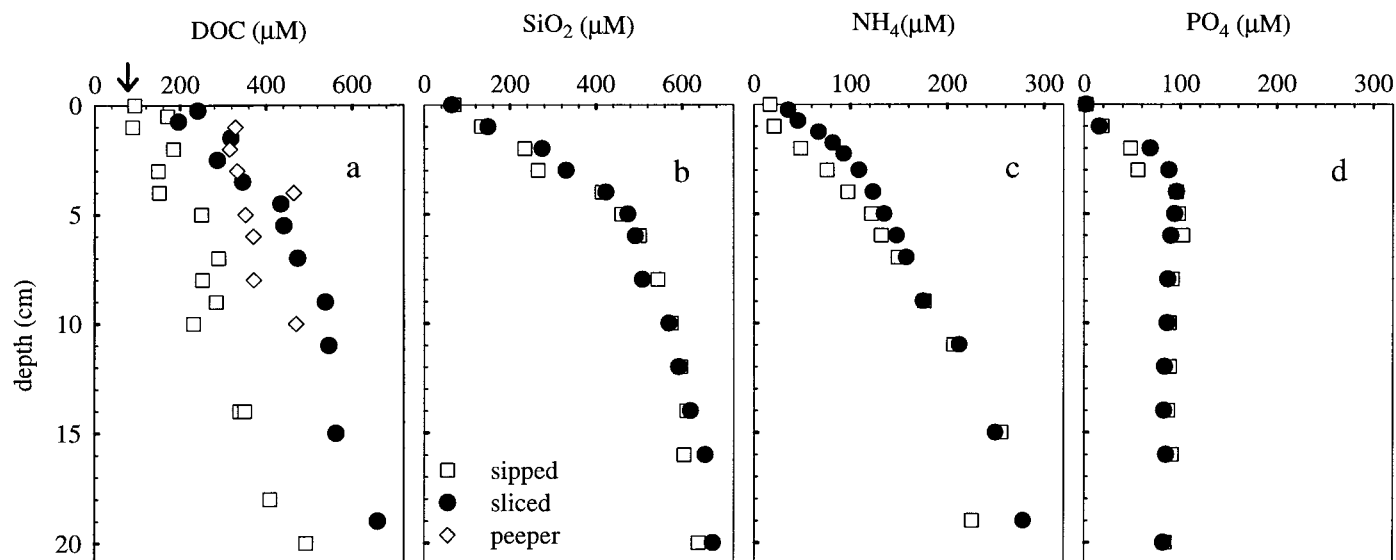 DOC (μM)
SiO2 (μM)
NH4(μM)
PO4 (μM)
0 200 400 600
0 200 400 600
0 100 200 300
0 100 200 300
0
5
10
15
20
depth (cm)
a
b
c
d
sipped
sliced
peeper